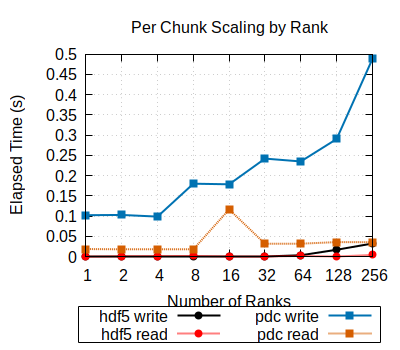 Per Chunk Scaling by Rank
Elapsed Time (s)
0.5
0.45
0.4
0.35
0.3
0.25
0.2
0.15
0.1
0.05
0
1 2 4 8 16 32 64 128 256
Number of Ranks
hdf5 write pdc write
hdf5 read pdc read